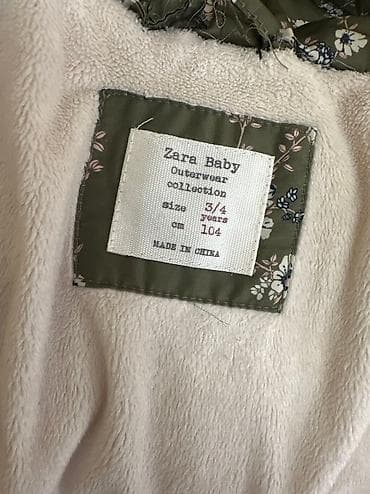 Zara Baby
Outerwear
collection
size 3/4
years
cm 104
MADE IN CHINA